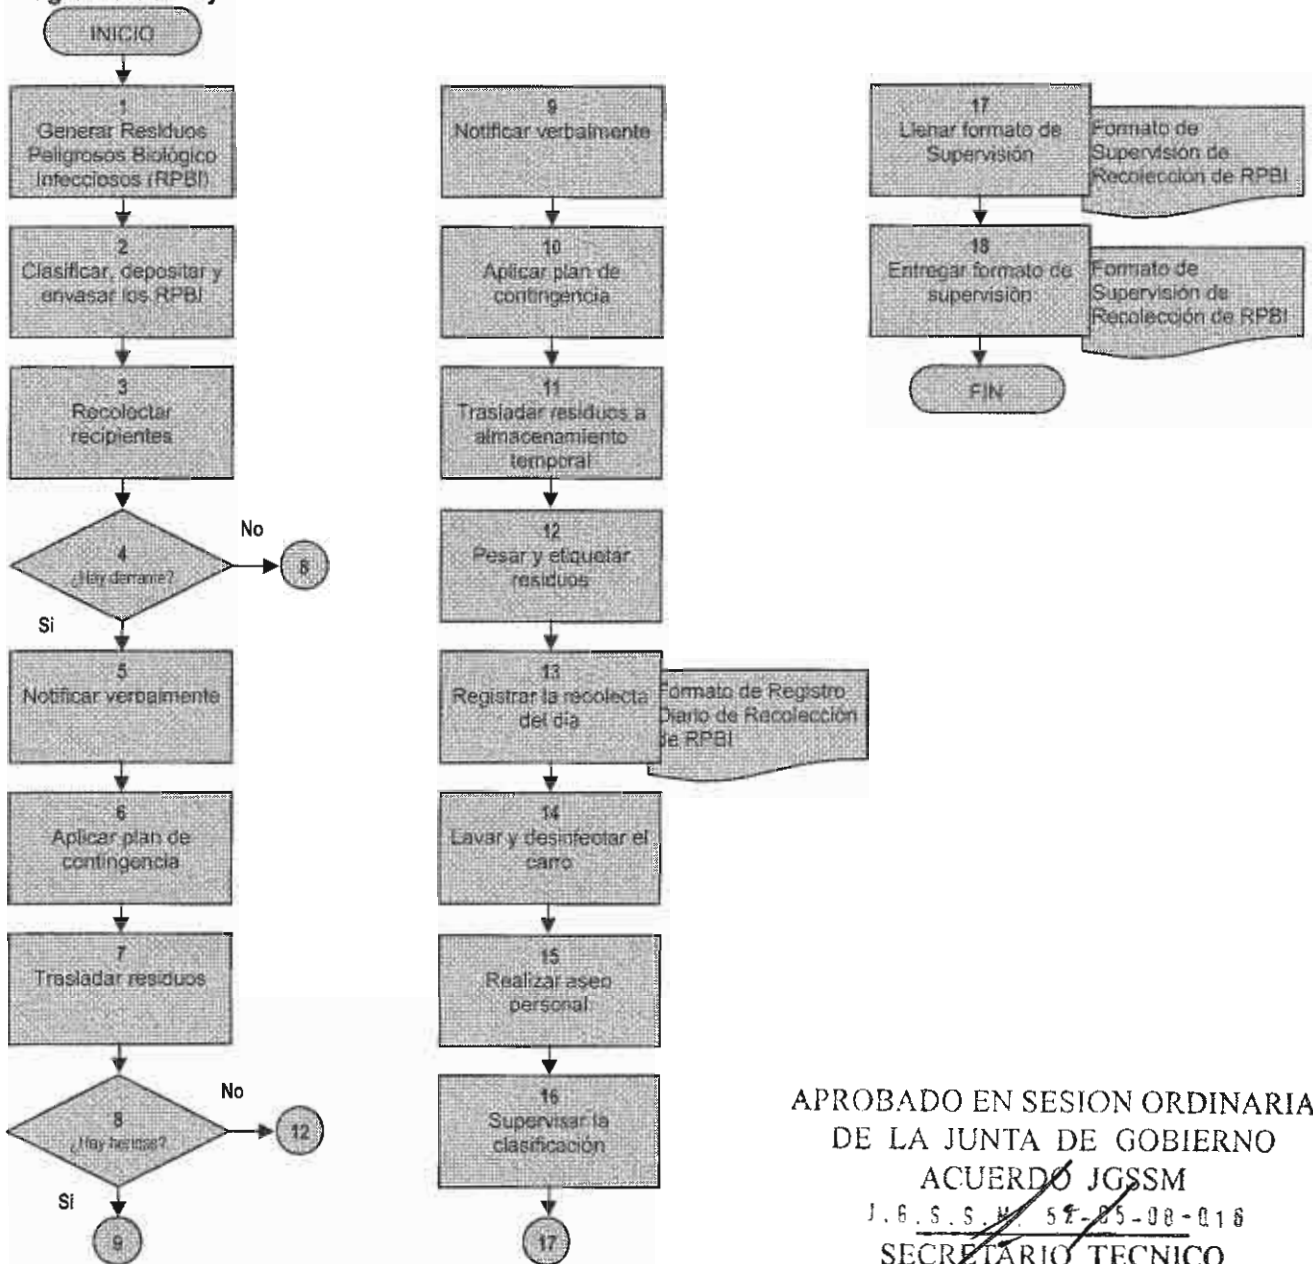 INICIO
1
Generar Residuos
Peligrosos Biológico
Infecciosos (RPBI)
2
Clasificar, depositar y
envasar los RPBI
3
Recolectar
recipientes
4
¿Hay derrame?
No
8
Si
5
Notificar verbalmente
6
Aplicar plan de
contingencia
7
Trasladar residuos
8
¿Hay heridas?
No
12
Si
9
9
Notificar verbalmente
10
Aplicar plan de
contingencia
11
Trasladar residuos a
almacenamiento
temporal
12
Pesar y etiquetar
residuos
13
Registrar la recolecta
del día
Formato de Registro
Diario de Recolección
de RPBI
14
Lavar y desinfectar el
carro
15
Realizar aseo
personal
16
Supervisar la
clasificación
17
17
Llenar formato de
Supervisión
Formato de
Supervisión de
Recolección de RPBI
18
Entregar formato de
supervisión
Formato de
Supervisión de
Recolección de RPBI
FIN
APROBADO EN SESION ORDINARIA
DE LA JUNTA DE GOBIERNO
ACUERDO JGSSM
J.G.S.S.M.
SECRETARIO TECNICO